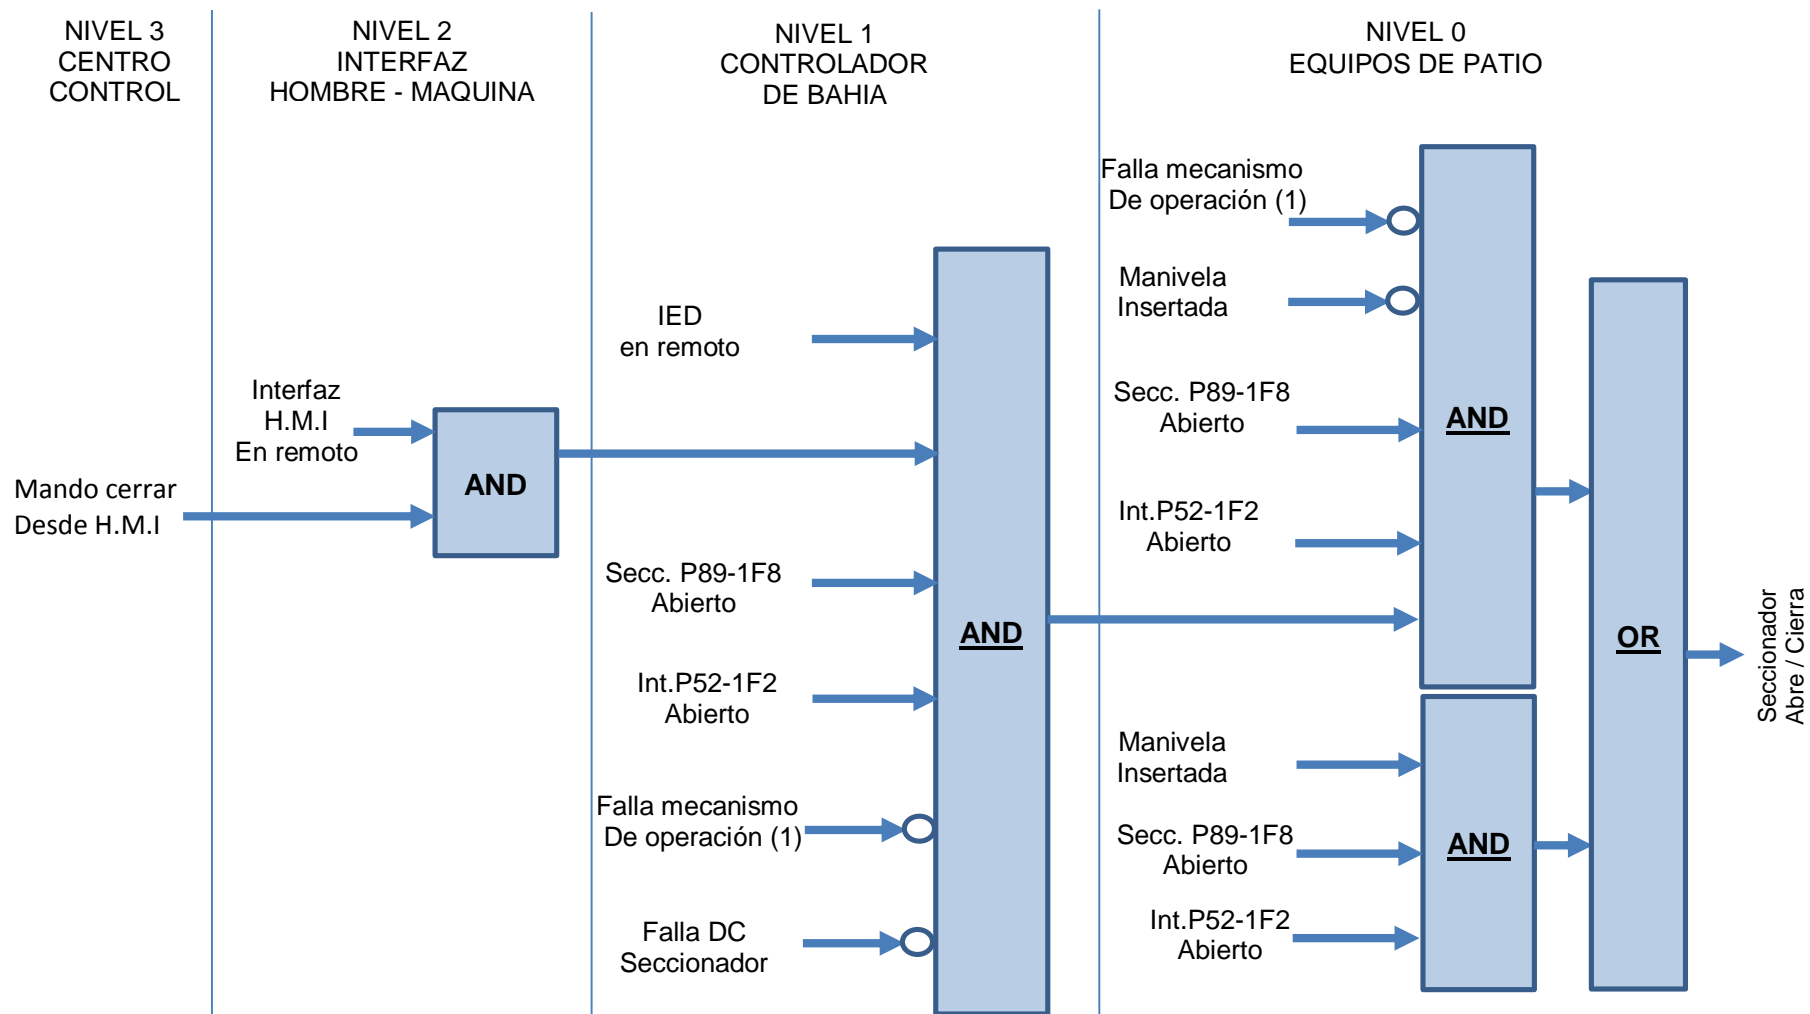 NIVEL 3
CENTRO
CONTROL
NIVEL 2
INTERFAZ
HOMBRE - MAQUINA
NIVEL 1
CONTROLADOR
DE BAHIA
NIVEL 0
EQUIPOS DE PATIO
Mando cerrar
Desde H.M.I
Interfaz
H.M.I
En remoto
AND
IED
en remoto
Secc. P89-1F8
Abierto
Int.P52-1F2
Abierto
Falla mecanismo
De operación (1)
Falla DC
Seccionador
AND
Falla mecanismo
De operación (1)
Manivela
Insertada
Secc. P89-1F8
Abierto
Int.P52-1F2
Abierto
AND
Manivela
Insertada
Secc. P89-1F8
Abierto
Int.P52-1F2
Abierto
AND
OR
Seccionador
Abre / Cierra